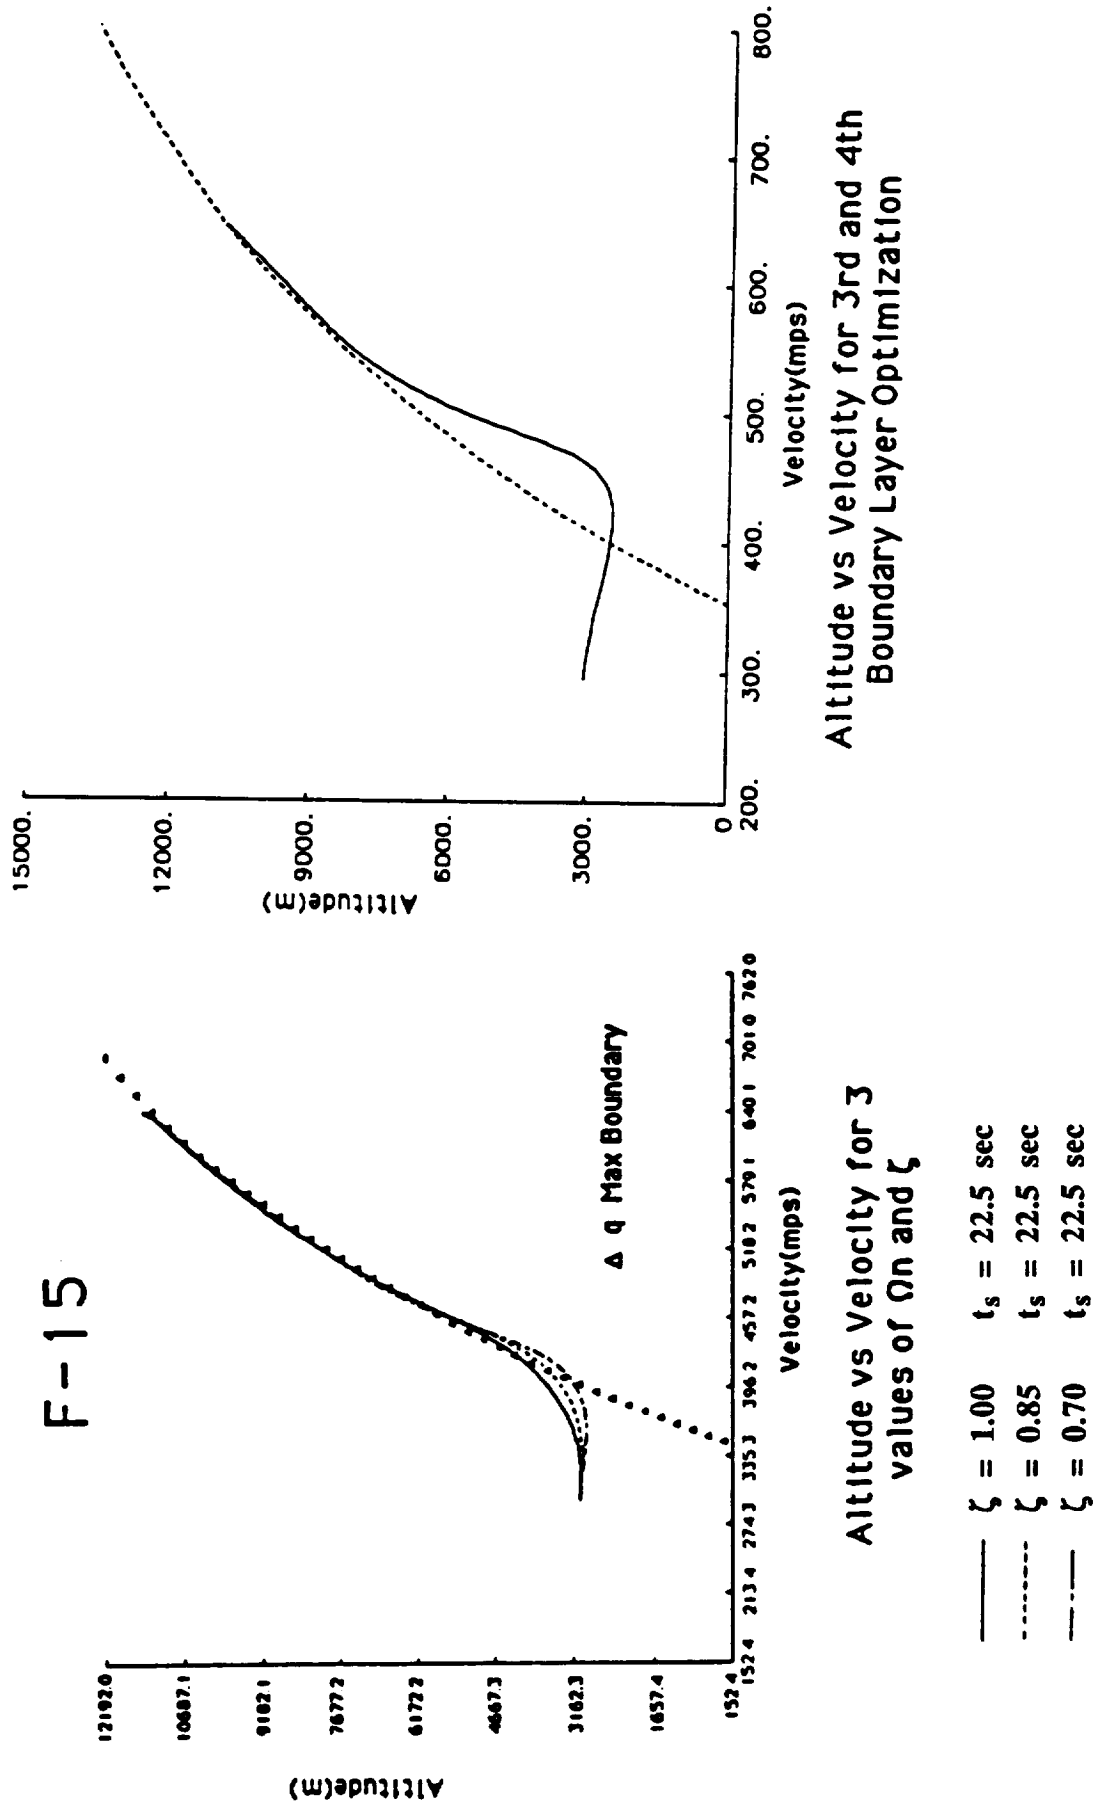 F-15
Altitude(m)
12192.0
10687.1
9182.1
7677.2
6172.2
4667.3
3162.3
1657.4
152.4
152 4
213 4
274 3
335 3
396 2
457 2
518 2
579 1
640 1
701 0
762 0
Δ q Max Boundary
Velocity(mps)
Altitude vs Velocity for 3
values of Ωn and ζ
ζ = 1.00 tₛ = 22.5 sec
ζ = 0.85 tₛ = 22.5 sec
ζ = 0.70 tₛ = 22.5 sec
Altitude(m)
15000.
12000.
9000.
6000.
3000.
0
200.
300.
400.
500.
600.
700.
800.
Velocity(mps)
Altitude vs Velocity for 3rd and 4th
Boundary Layer Optimization